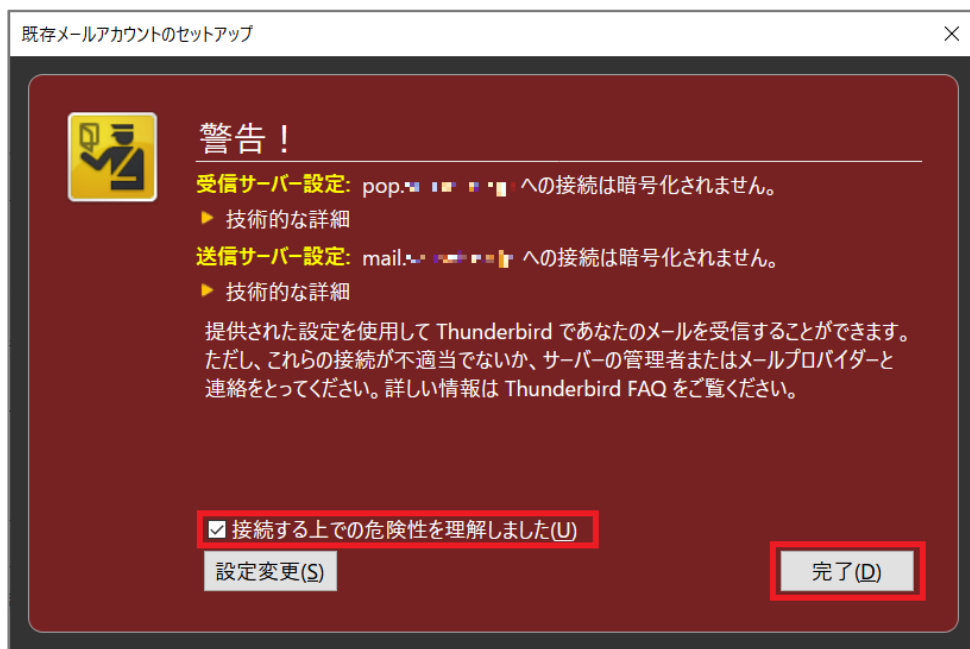 既存メールアカウントのセットアップ
警告！
受信サーバー設定: pop. への接続は暗号化されません。
技術的な詳細
送信サーバー設定: mail. への接続は暗号化されません。
技術的な詳細
提供された設定を使用して Thunderbird であなたのメールを受信することができます。
ただし、これらの接続が不適当でないか、サーバーの管理者またはメールプロバイダーと
連絡をとってください。詳しい情報は Thunderbird FAQ をご覧ください。
接続する上での危険性を理解しました(U)
設定変更(S)
完了(D)